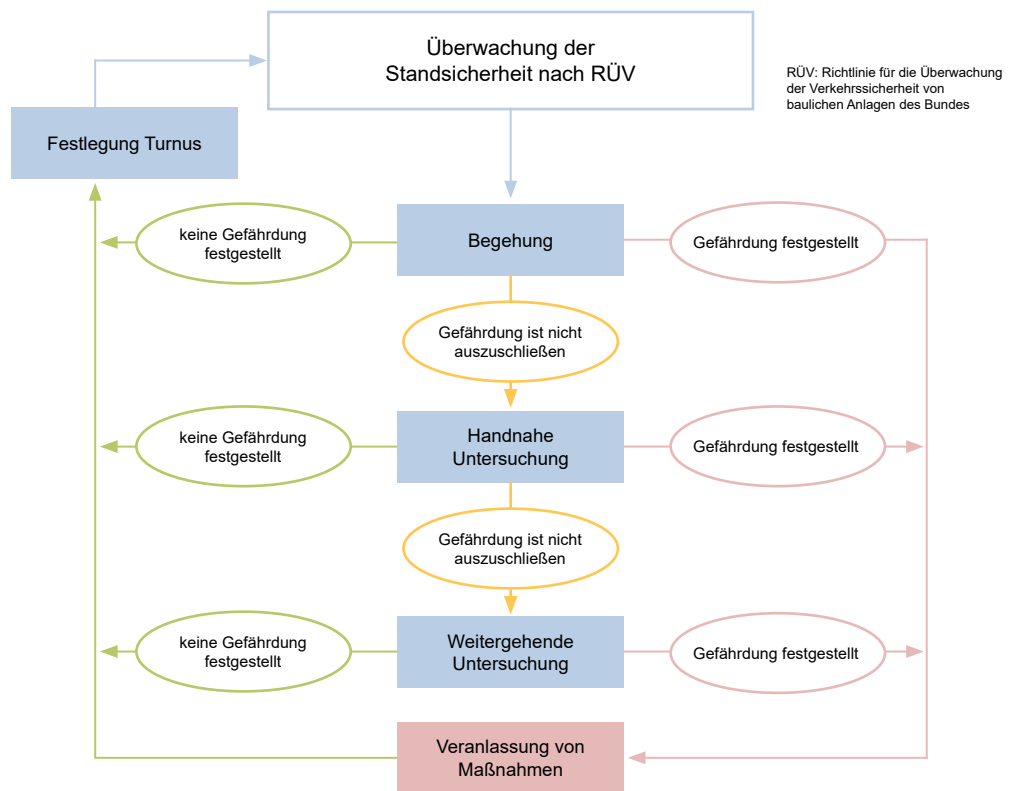 Überwachung der
Standsicherheit nach RÜV
RÜV: Richtlinie für die Überwachung
der Verkehrssicherheit von
baulichen Anlagen des Bundes
Festlegung Turnus
keine Gefährdung
festgestellt
Begehung
Gefährdung festgestellt
Gefährdung ist nicht
auszuschließen
keine Gefährdung
festgestellt
Handnahe
Untersuchung
Gefährdung festgestellt
Gefährdung ist nicht
auszuschließen
keine Gefährdung
festgestellt
Weitergehende
Untersuchung
Gefährdung festgestellt
Veranlassung von
Maßnahmen